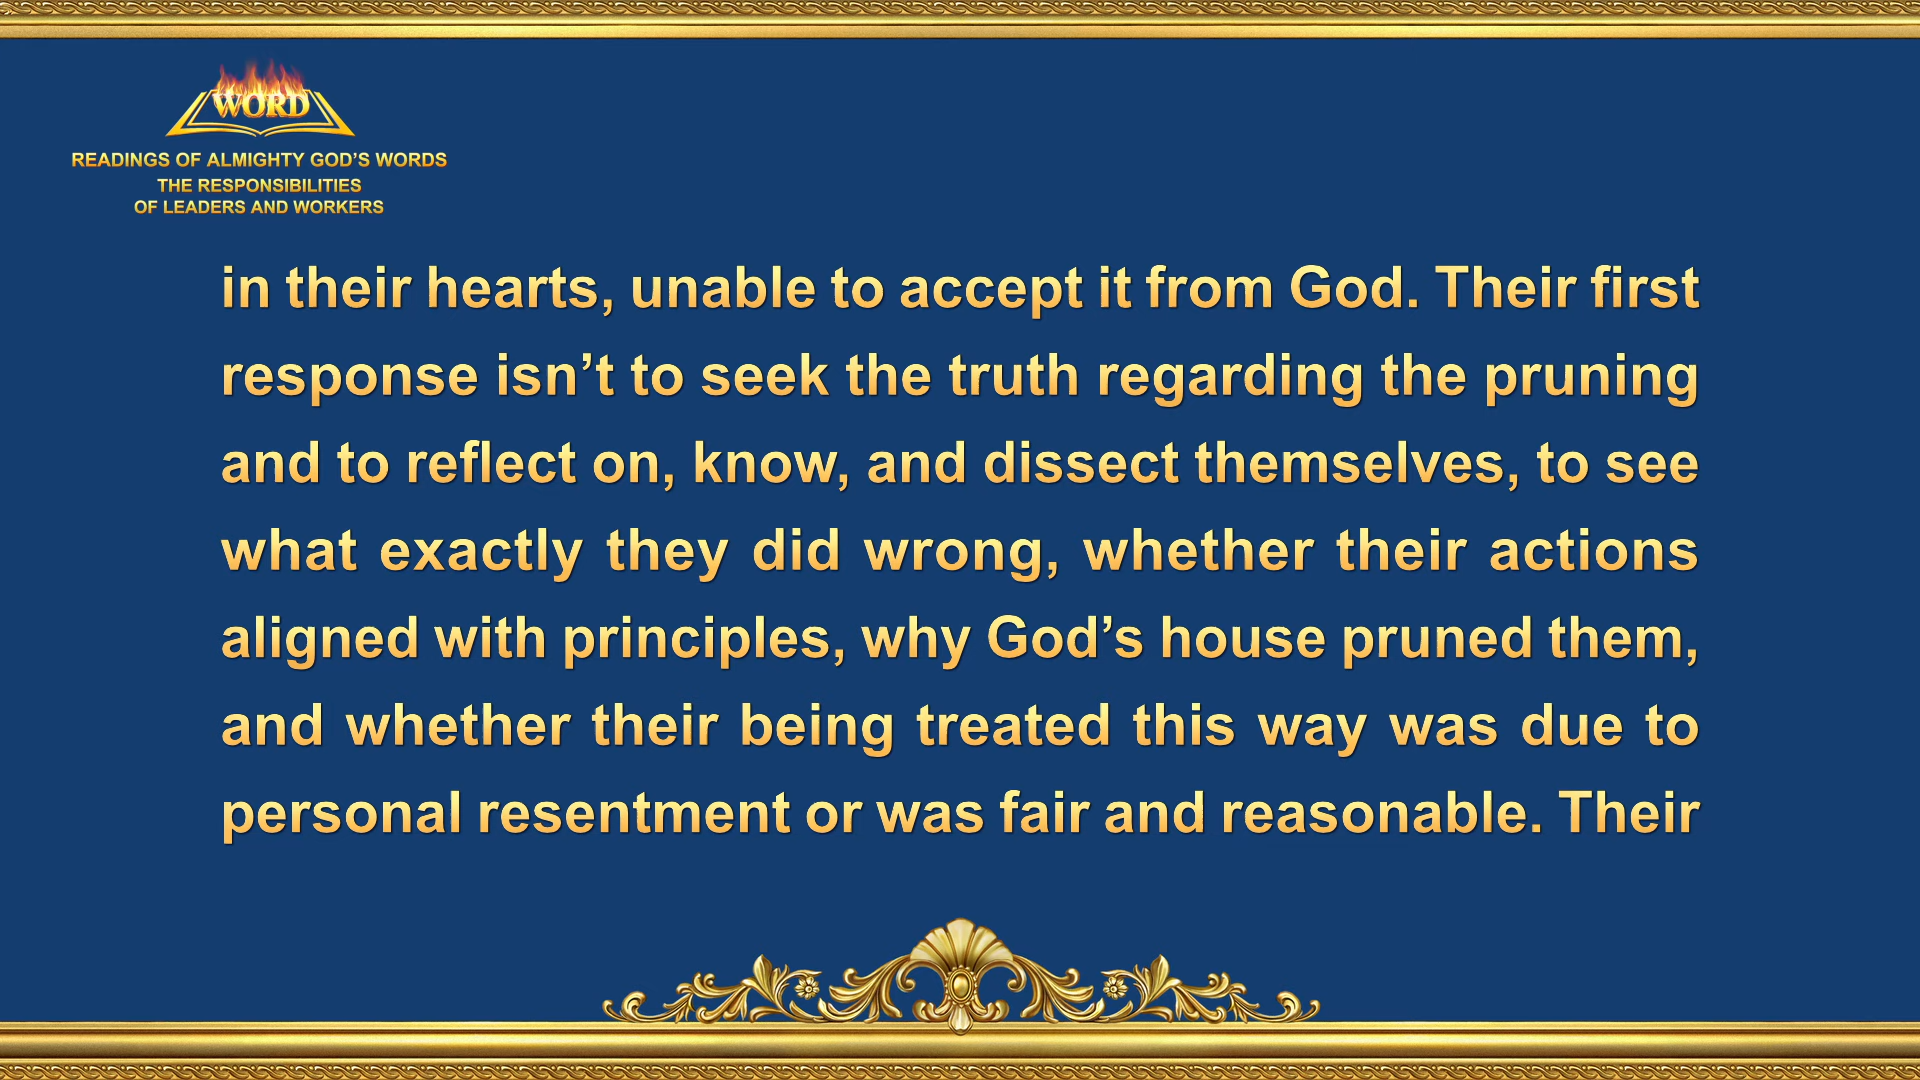 WORD
READINGS OF ALMIGHTY GOD’S WORDS
THE RESPONSIBILITIES
OF LEADERS AND WORKERS
in their hearts, unable to accept it from God. Their first
response isn’t to seek the truth regarding the pruning
and to reflect on, know, and dissect themselves, to see
what exactly they did wrong, whether their actions
aligned with principles, why God’s house pruned them,
and whether their being treated this way was due to
personal resentment or was fair and reasonable. Their